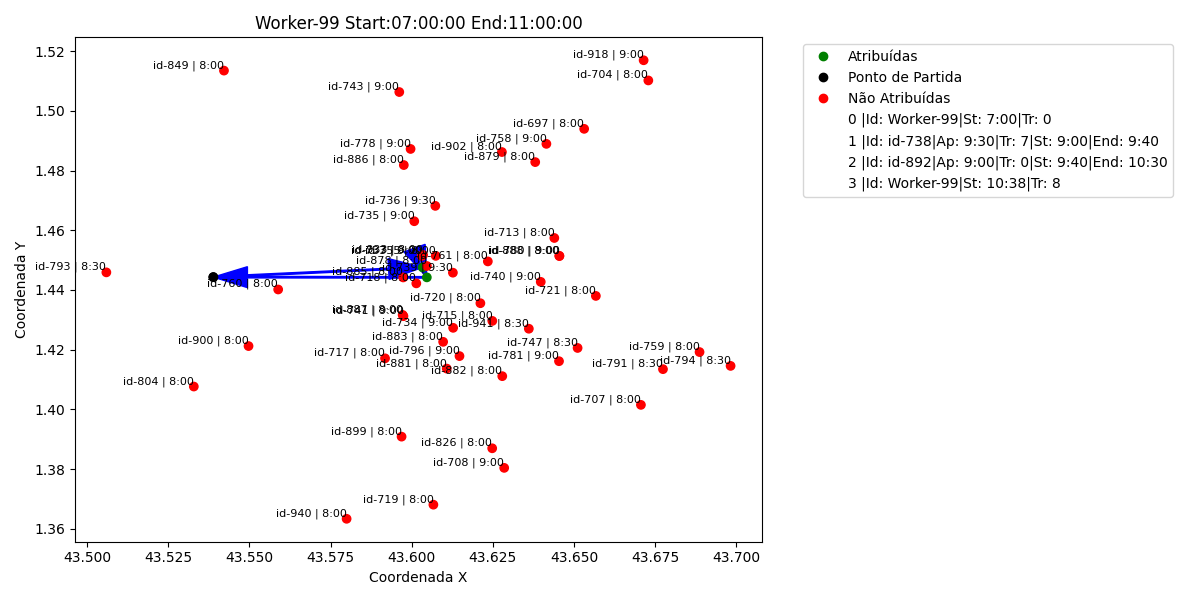 Worker-99 Start:07:00:00 End:11:00:00
Coordenada Y
1.52
1.50
1.48
1.46
1.44
1.42
1.40
1.38
1.36
id-918 | 9:00
id-849 | 8:00
id-704 | 8:00
id-743 | 9:00
id-697 | 8:00
id-758 | 9:00
id-778 | 9:00
id-902 | 8:00
id-879 | 8:00
id-886 | 8:00
id-736 | 9:30
id-735 | 9:00
id-713 | 8:00
id-793 | 8:30
id-740 | 9:00
id-721 | 8:00
id-720 | 8:00
id-715 | 8:00
id-734 | 9:00
id-941 | 8:30
id-883 | 8:00
id-900 | 8:00
id-747 | 8:30
id-717 | 8:00
id-796 | 9:00
id-759 | 8:00
id-781 | 9:00
id-881 | 8:00
id-791 | 8:30
id-794 | 8:30
id-882 | 8:00
id-804 | 8:00
id-707 | 8:00
id-899 | 8:00
id-826 | 8:00
id-708 | 9:00
id-719 | 8:00
id-940 | 8:00
43.500
43.525
43.550
43.575
43.600
43.625
43.650
43.675
43.700
Coordenada X
Atribuídas
Ponto de Partida
Não Atribuídas
0 |Id: Worker-99|St: 7:00|Tr: 0
1 |Id: id-738|Ap: 9:30|Tr: 7|St: 9:00|End: 9:40
2 |Id: id-892|Ap: 9:00|Tr: 0|St: 9:40|End: 10:30
3 |Id: Worker-99|St: 10:38|Tr: 8